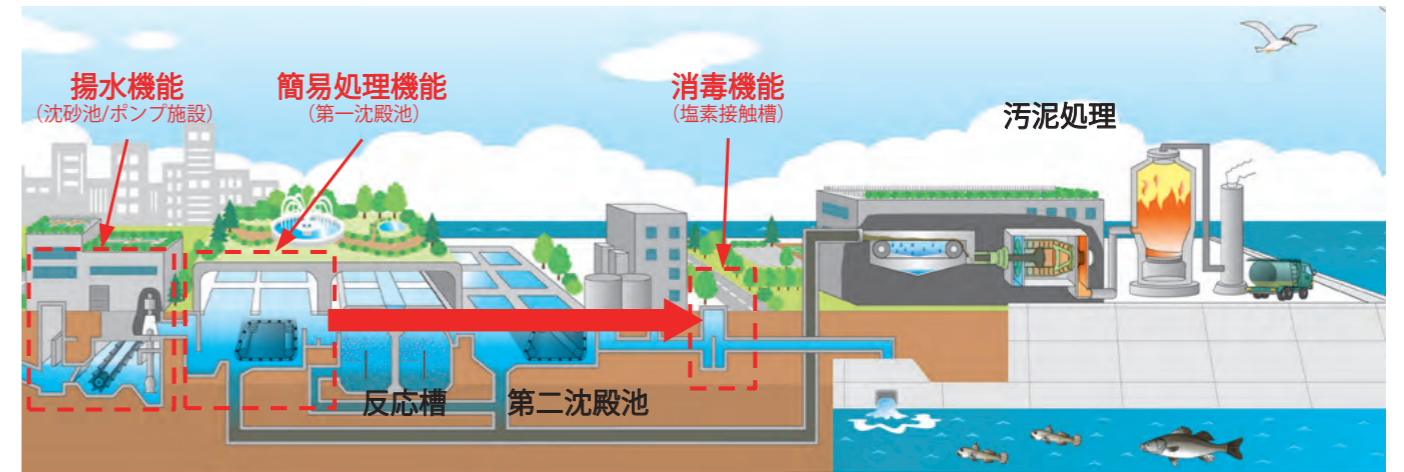 揚水機能
（沈砂池/ポンプ施設）
簡易処理機能
（第一沈殿池）
消毒機能
（塩素接触槽）
汚泥処理
反応槽
第二沈殿池